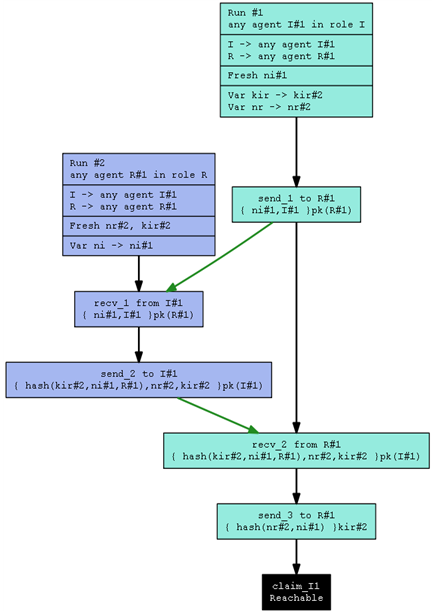 Run #1
any agent I#1 in role I
I -> any agent I#1
R -> any agent R#1
Fresh ni#1
Var kir -> kir#2
Var nr -> nr#2
Run #2
any agent R#1 in role R
I -> any agent I#1
R -> any agent R#1
Fresh nr#2, kir#2
Var ni -> ni#1
send_1 to R#1
{ ni#1,I#1 }pk(R#1)
recv_1 from I#1
{ ni#1,I#1 }pk(R#1)
send_2 to I#1
{ hash(kir#2,ni#1,R#1),nr#2,kir#2 }pk(I#1)
recv_2 from R#1
{ hash(kir#2,ni#1,R#1),nr#2,kir#2 }pk(I#1)
send_3 to R#1
{ hash(nr#2,ni#1) }kir#2
claim_I1
Reachable